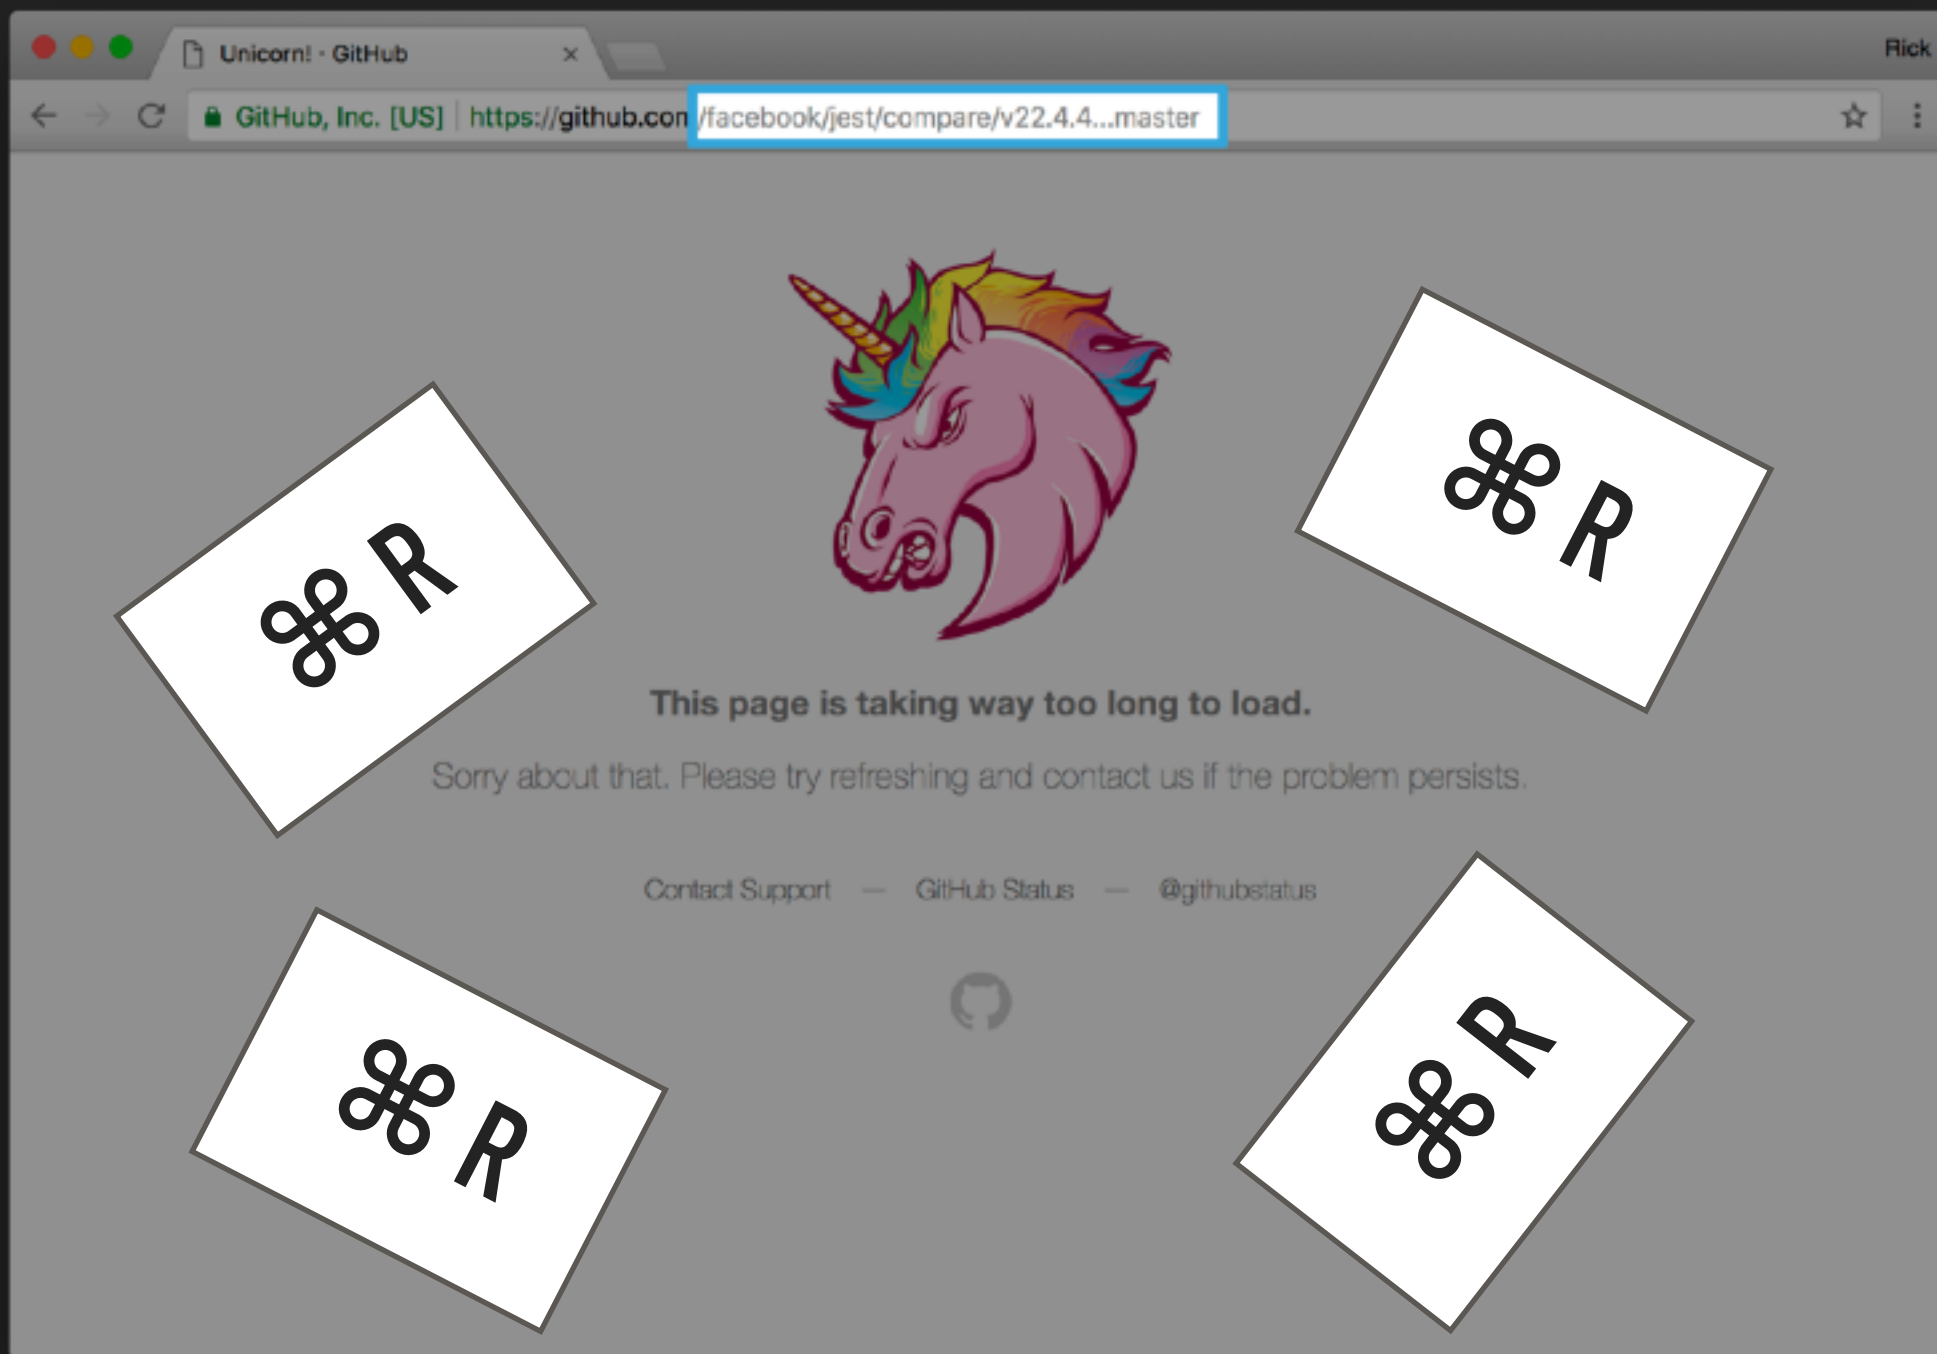 Unicorn! · GitHub
Rick
GitHub, Inc. [US] https://github.com/facebook/jest/compare/v22.4.4...master
⌘ R
⌘ R
This page is taking way too long to load.
Sorry about that. Please try refreshing and contact us if the problem persists.
Contact Support — GitHub Status — @githubstatus
⌘ R
⌘ R